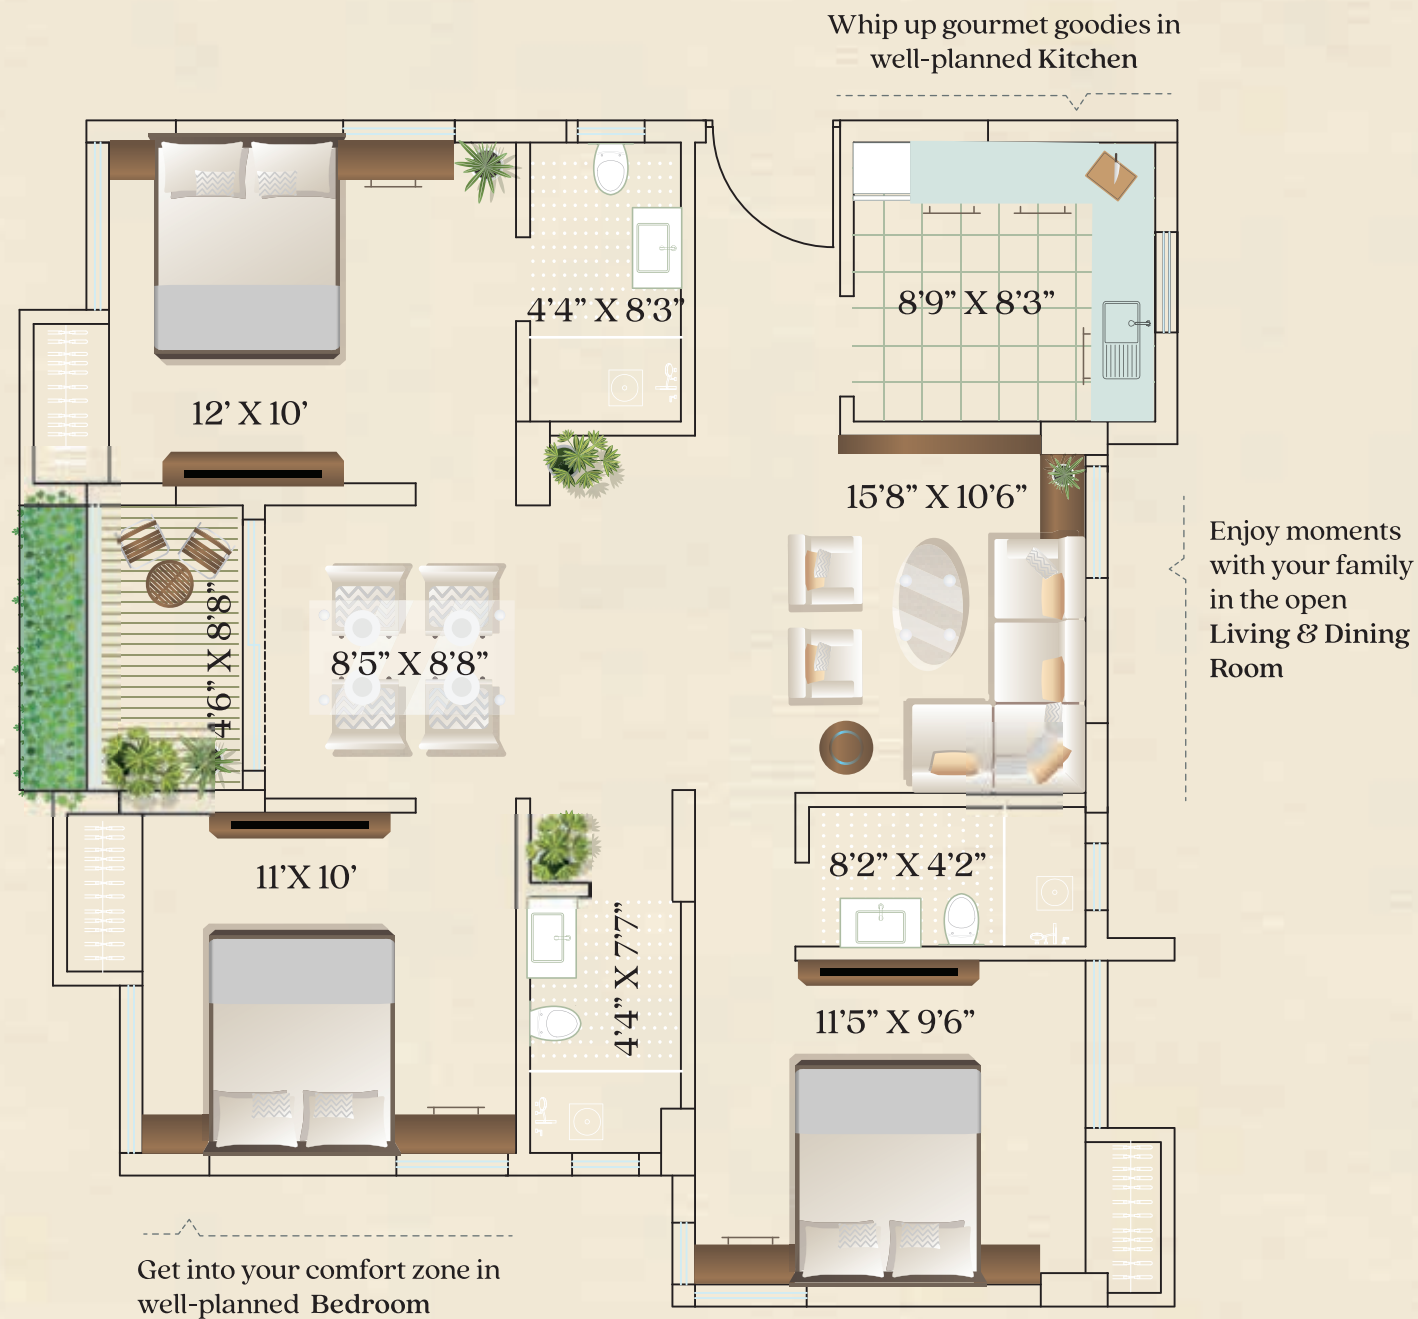 Whip up gourmet goodies in
well-planned Kitchen
4’4” X 8’3”
8’9” X 8’3”
12’ X 10’
15’8” X 10’6”
Enjoy moments
with your family
in the open
Living & Dining
Room
4’6” X 8’8”
8’5” X 8’8”
11’X 10’
8’2” X 4’2”
4’4” X 7’7”
11’5” X 9’6”
Get into your comfort zone in
well-planned Bedroom